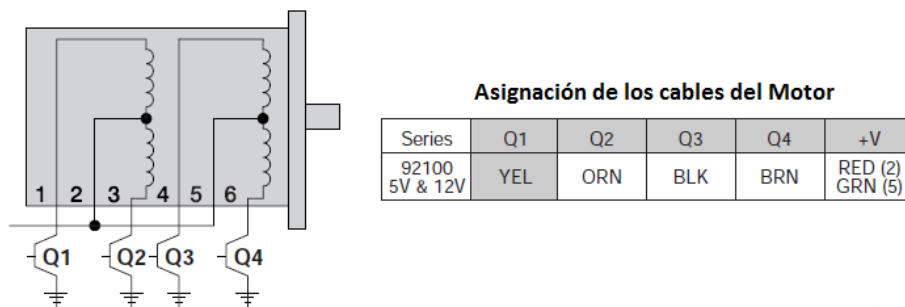 1 2 3 4 5 6
Q1 Q2 Q3 Q4
Asignación de los cables del Motor
Series Q1 Q2 Q3 Q4 +V
92100 5V & 12V YEL ORN BLK BRN RED (2) GRN (5)